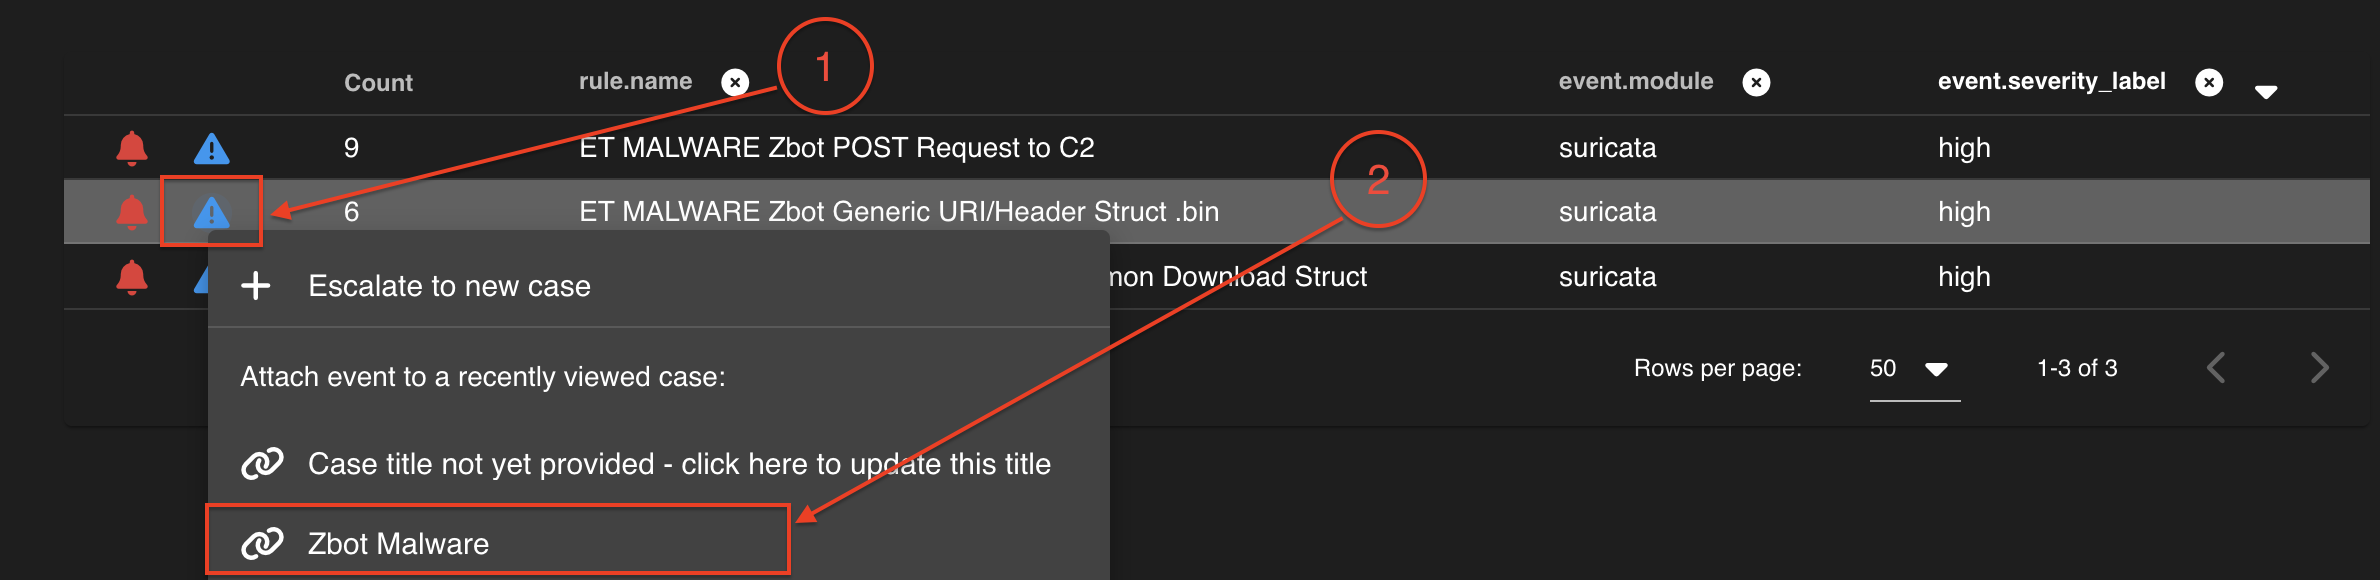 1
Count rule.name event.module event.severity_label
9 ET MALWARE Zbot POST Request to C2 suricata high
2
6 ET MALWARE Zbot Generic URI/Header Struct .bin suricata high
Download Struct suricata high
Escalate to new case
Attach event to a recently viewed case:
Rows per page: 50 1-3 of 3
Case title not yet provided - click here to update this title
Zbot Malware